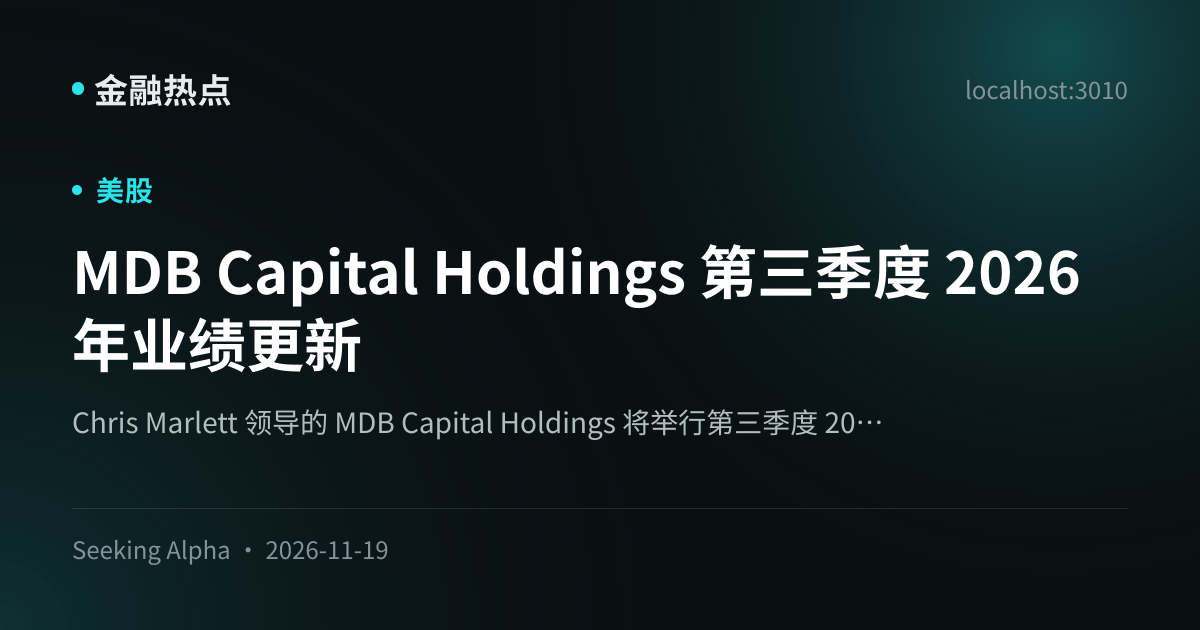 金融热点
localhost:3010
美股
MDB Capital Holdings 第三季度 2026
年业绩更新
Chris Marlett 领导的 MDB Capital Holdings 将举行第三季度 20…
Seeking Alpha · 2026-11-19